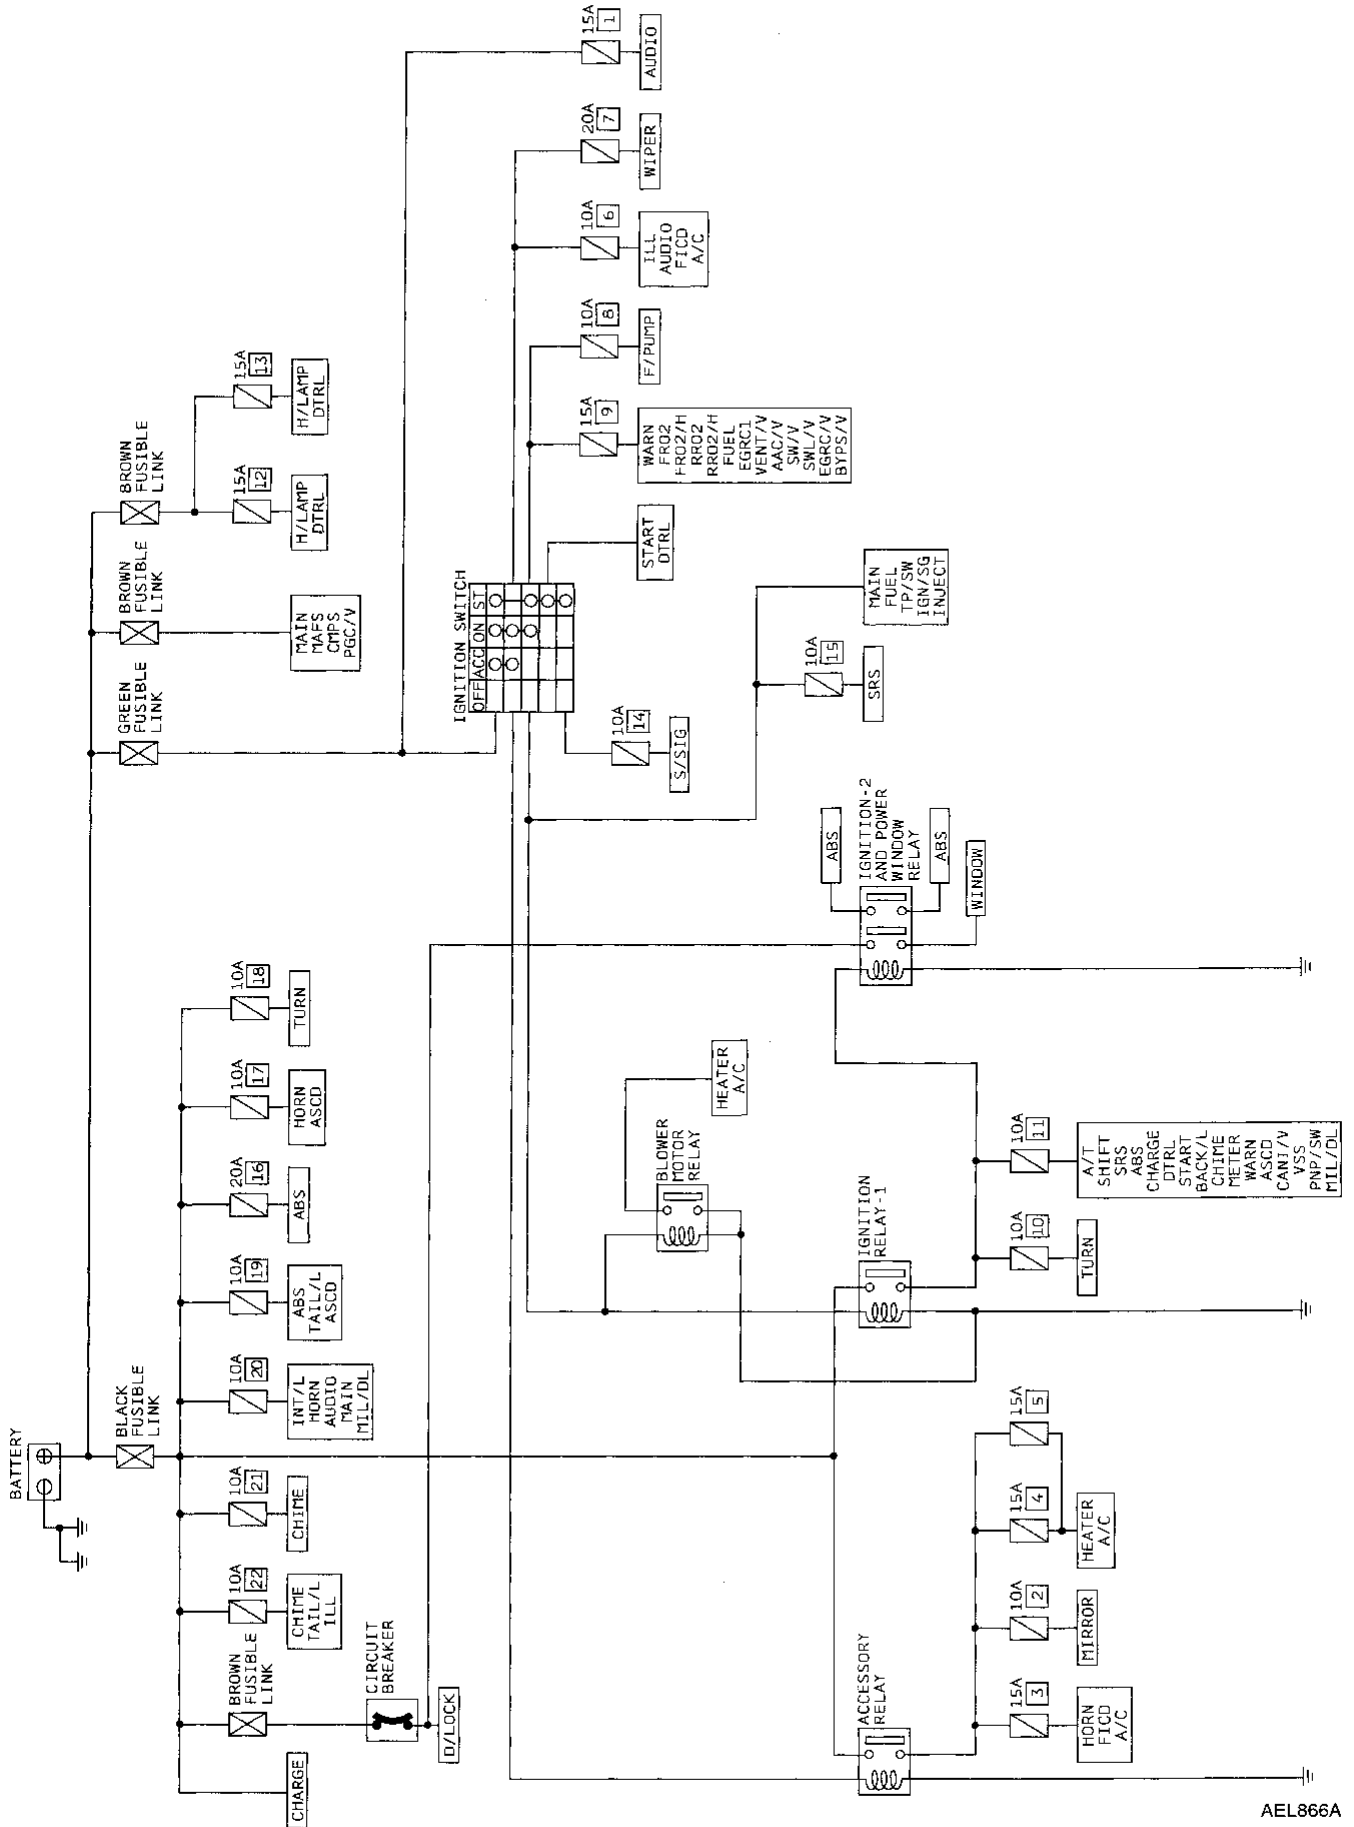 BATTERY
BLACK
FUSIBLE
LINK
GREEN
FUSIBLE
LINK
BROWN
FUSIBLE
LINK
MAIN
MAFS
CMPS
PGC/V
BROWN
FUSIBLE
LINK
15A
12
H/LAMP
DTRL
15A
13
H/LAMP
DTRL
CHARGE
BROWN
FUSIBLE
LINK
CIRCUIT
BREAKER
D/LOCK
10A
22
CHIME
TAIL/L
ILL
10A
21
CHIME
10A
20
INT/L
HORN
AUDIO
MAIN
MIL/DL
10A
19
ABS
TAIL/L
ASCD
20A
16
ABS
10A
17
HORN
ASCD
10A
18
TURN
IGNITION SWITCH
OFF ACC ON ST
10A
14
S/SIG
START
DTRL
15A
9
WARN
FRO2
FRO2/H
RRO2
RRO2/H
FUEL
EGRC1
VENT/V
AAC/V
SW/V
SWL/V
EGRC/V
BYPS/V
10A
8
F/PUMP
10A
6
ILL
AUDIO
FICD
A/C
20A
7
WIPER
15A
1
AUDIO
BLOWER
MOTOR
RELAY
HEATER
A/C
ACCESSORY
RELAY
IGNITION
RELAY-1
IGNITION-2
AND POWER
WINDOW
RELAY
ABS
ABS
WINDOW
10A
15
SRS
MAIN
FUEL
TP/SW
IGN/SG
INJECT
15A
3
HORN
FICD
A/C
10A
2
MIRROR
15A
4
HEATER
A/C
15A
5
10A
10
TURN
10A
11
A/T
SHIFT
SRS
ABS
CHARGE
DTRL
START
BACK/L
CHIME
METER
WARN
ASCD
CANI/V
VSS
PNP/SW
MIL/DL
AEL866A